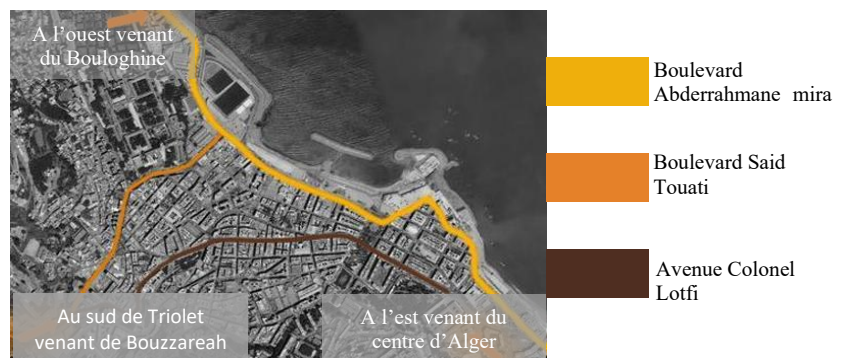 A l’ouest venant
du Bouloghine
Boulevard
Abderrahmane mira
Boulevard Said
Touati
Avenue Colonel
Lotfi
Au sud de Triolet
venant de Bouzzareah
A l’est venant du
centre d’Alger